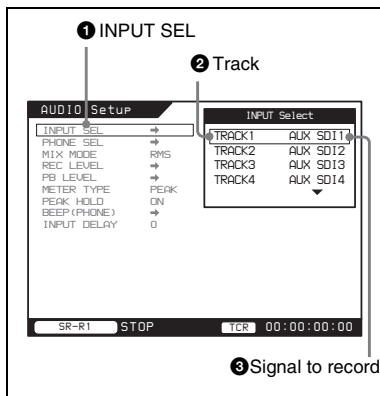 ❶ INPUT SEL
❷ Track
AUDIO Setup
INPUT SEL ➔
PHONE SEL ➔
MIX MODE RMS
REC LEVEL ➔
PB LEVEL ➔
METER TYPE PEAK
PEAK HOLD ON
BEEP(PHONE) ➔
INPUT DELAY 0
INPUT Select
TRACK1 AUX SDI1
TRACK2 AUX SDI2
TRACK3 AUX SDI3
TRACK4 AUX SDI4
SR-R1 STOP TCR 00:00:00:00
❸ Signal to record